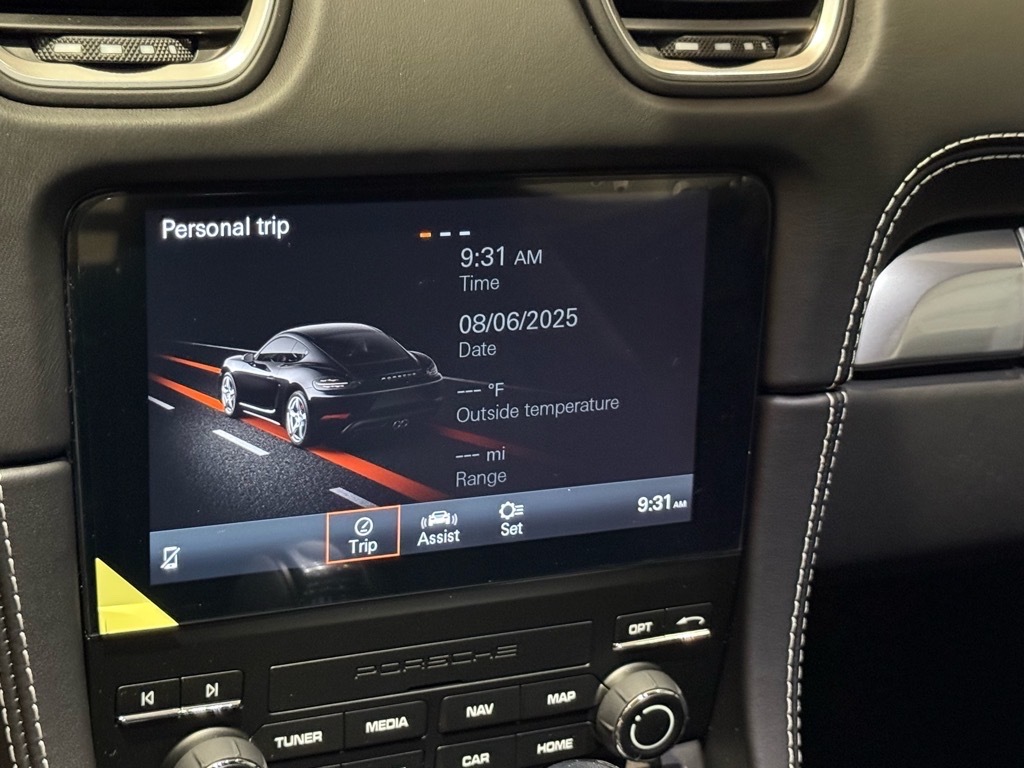 Personal trip
9:31 AM
Time
08/06/2025
Date
--- °F
Outside temperature
--- mi
Range
PORSCHE
Trip
Assist
Set
9:31 AM
OPT
PORSCHE
TUNER
MEDIA
NAV
MAP
CAR
HOME